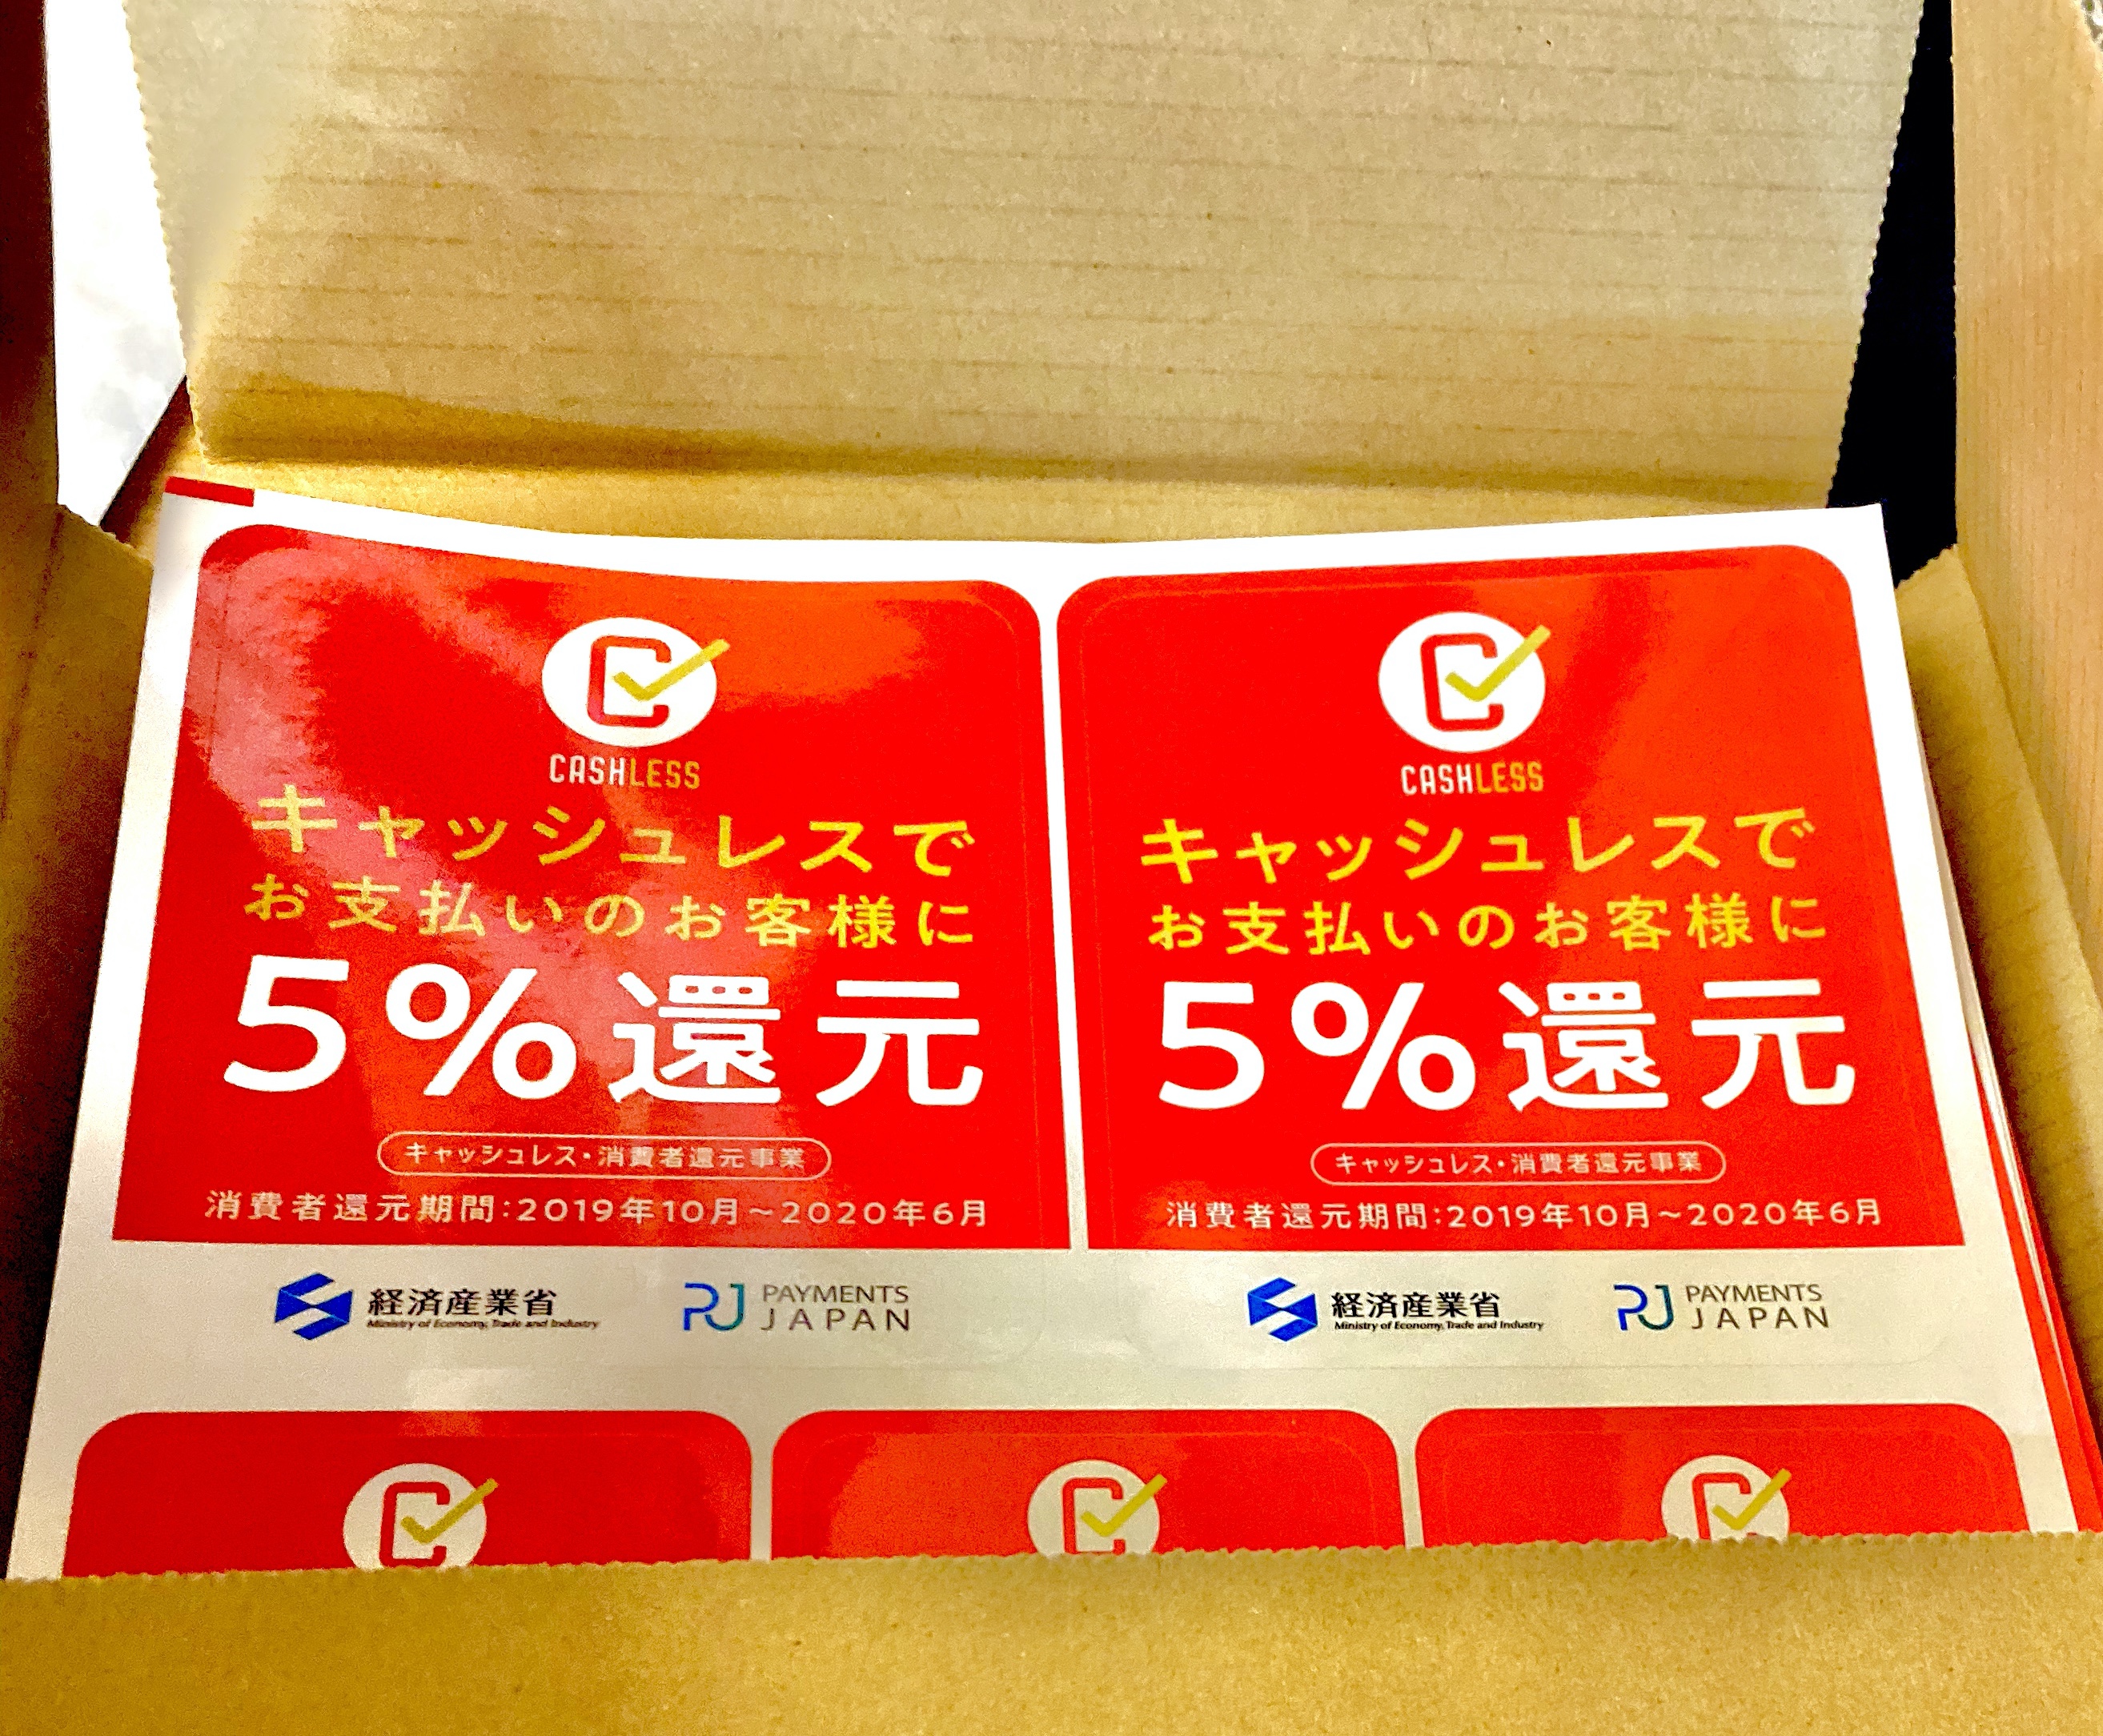 CASHLESS
キャッシュレスで
お支払いのお客様に
5%還元
キャッシュレス・消費者還元事業
消費者還元期間:2019年10月～2020年6月
経済産業省
Ministry of Economy, Trade and Industry
PAYMENTS
JAPAN
CASHLESS
キャッシュレスで
お支払いのお客様に
5%還元
キャッシュレス・消費者還元事業
消費者還元期間:2019年10月～2020年6月
経済産業省
Ministry of Economy, Trade and Industry
PAYMENTS
JAPAN